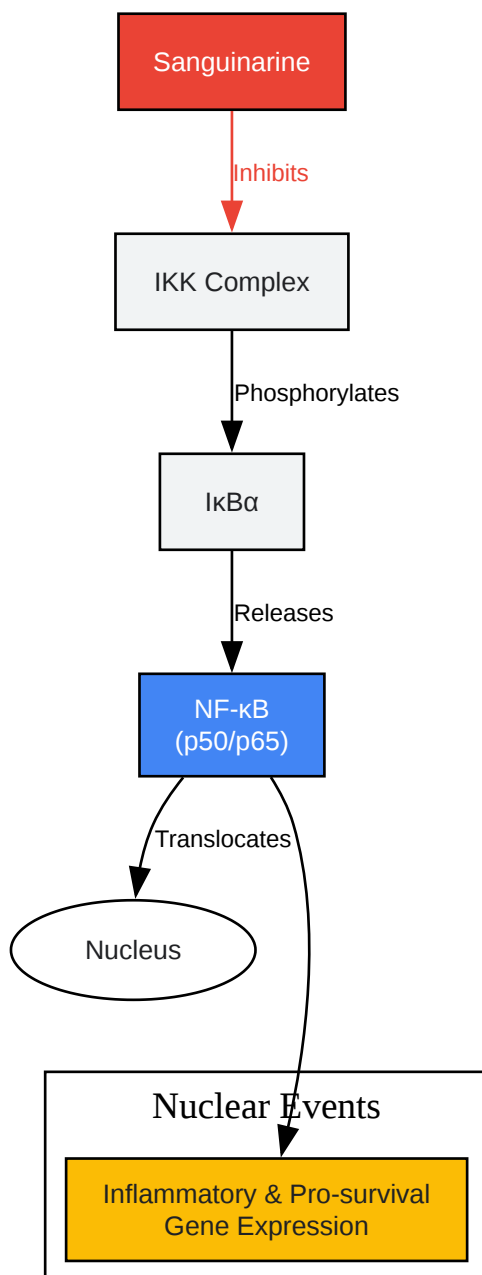 Sanguinarine
Inhibits
IKK Complex
Phosphorylates
IκBα
Releases
NF-κB
(p50/p65)
Translocates
Nucleus
Nuclear Events
Inflammatory & Pro-survival
Gene Expression